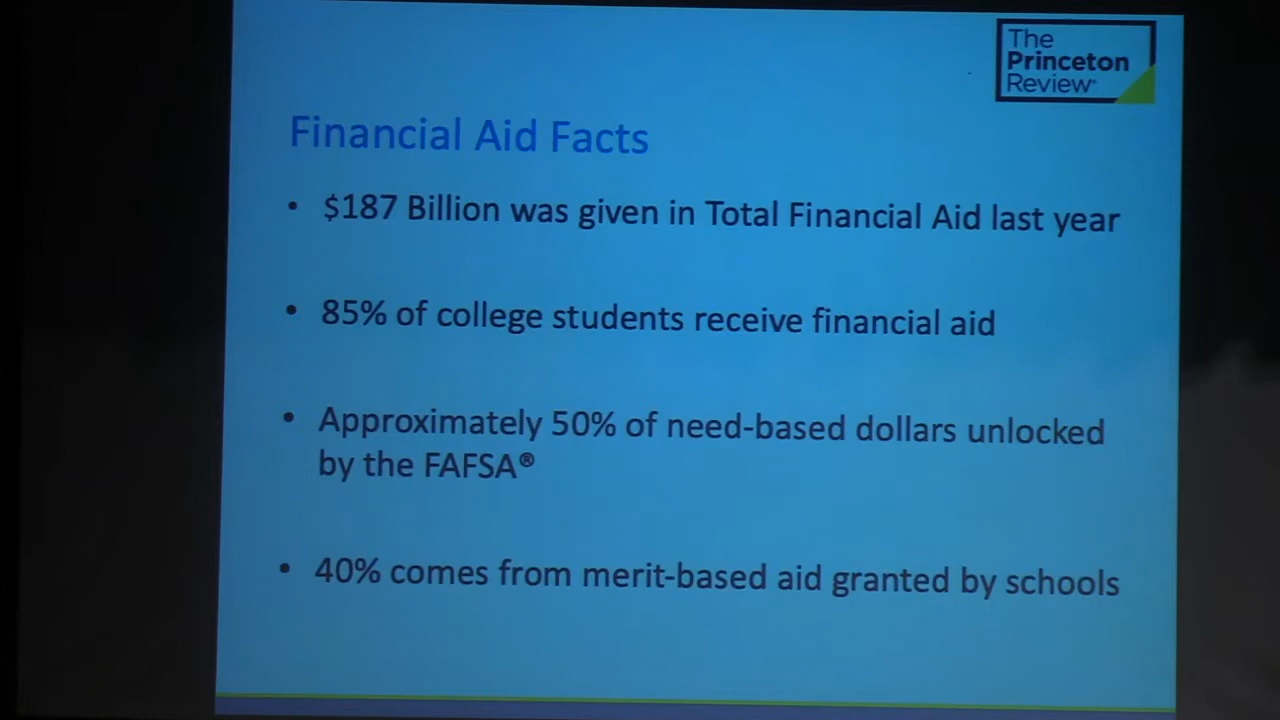 The
Princeton
Review
Financial Aid Facts
• $187 Billion was given in Total Financial Aid last year
• 85% of college students receive financial aid
• Approximately 50% of need-based dollars unlocked
by the FAFSA®
• 40% comes from merit-based aid granted by schools